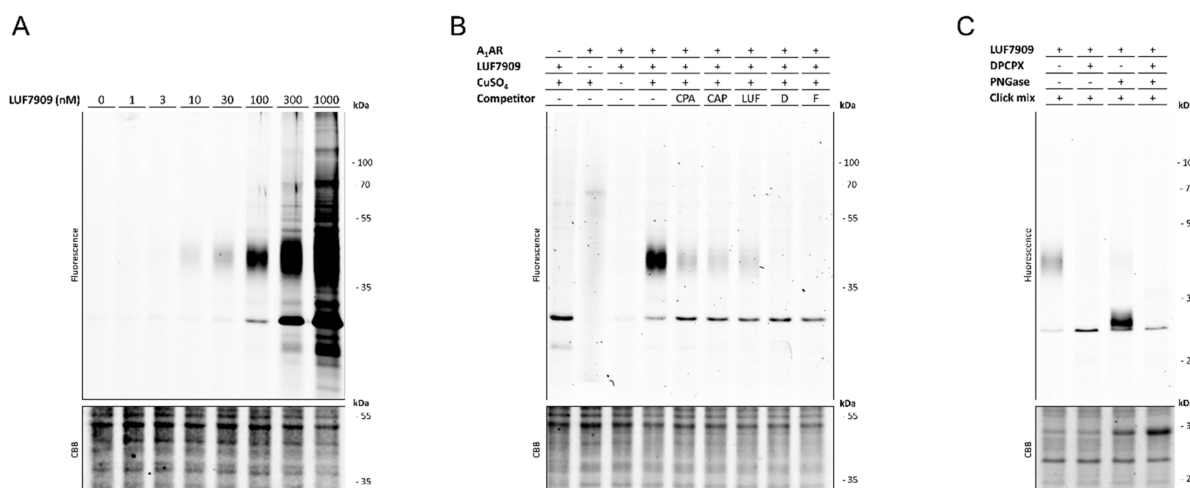 A
LUF7909 (nM) 0 1 3 10 30 100 300 1000
kDa
- 100
70
- 55
- 35
Fluorescence
kDa
- 55
- 35
CBB
B
A₁AR - + + + + + + + +
LUF7909 + - + + + + + + +
CuSO₄ + + - + + + + + +
Competitor - - - - CPA CAP LUF D F
kDa
- 100
70
- 55
- 35
Fluorescence
kDa
- 55
- 35
CBB
C
LUF7909 + + + +
DPCPX - + - +
PNGase - - + +
Click mix + + + +
Fluorescence
CBB